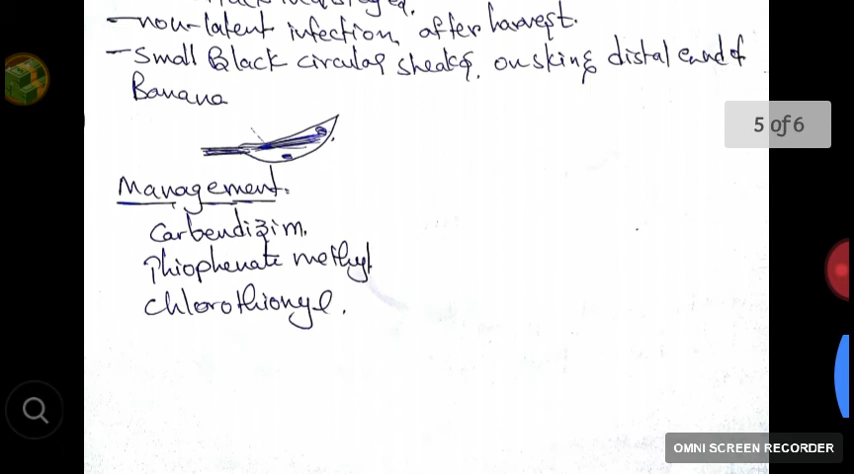 - non-latent infection, after harvest.
- Small Black circular sheaks, on skin & distal end of
Banana
5 of 6
Management.
Carbendizim.
Thiophenate methyl
chlorothionyl.
OMNI SCREEN RECORDER